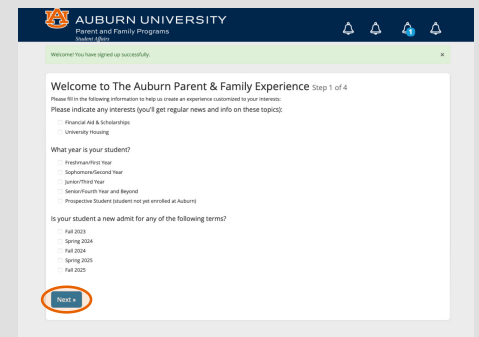 AUBURN UNIVERSITY
Parent and Family Programs
Student Affairs
1
Welcome! You have signed up successfully.
×
Welcome to The Auburn Parent & Family Experience Step 1 of 4
Please fill in the following information to help us create an experience customized to your interests:
Please indicate any interests (you'll get regular news and info on these topics):
Financial Aid & Scholarships
University Housing
What year is your student?
Freshman/First Year
Sophomore/Second Year
Junior/Third Year
Senior/Fourth Year and Beyond
Prospective Student (student not yet enrolled at Auburn)
Is your student a new admit for any of the following terms?
Fall 2023
Spring 2024
Fall 2024
Spring 2025
Fall 2025
Next »